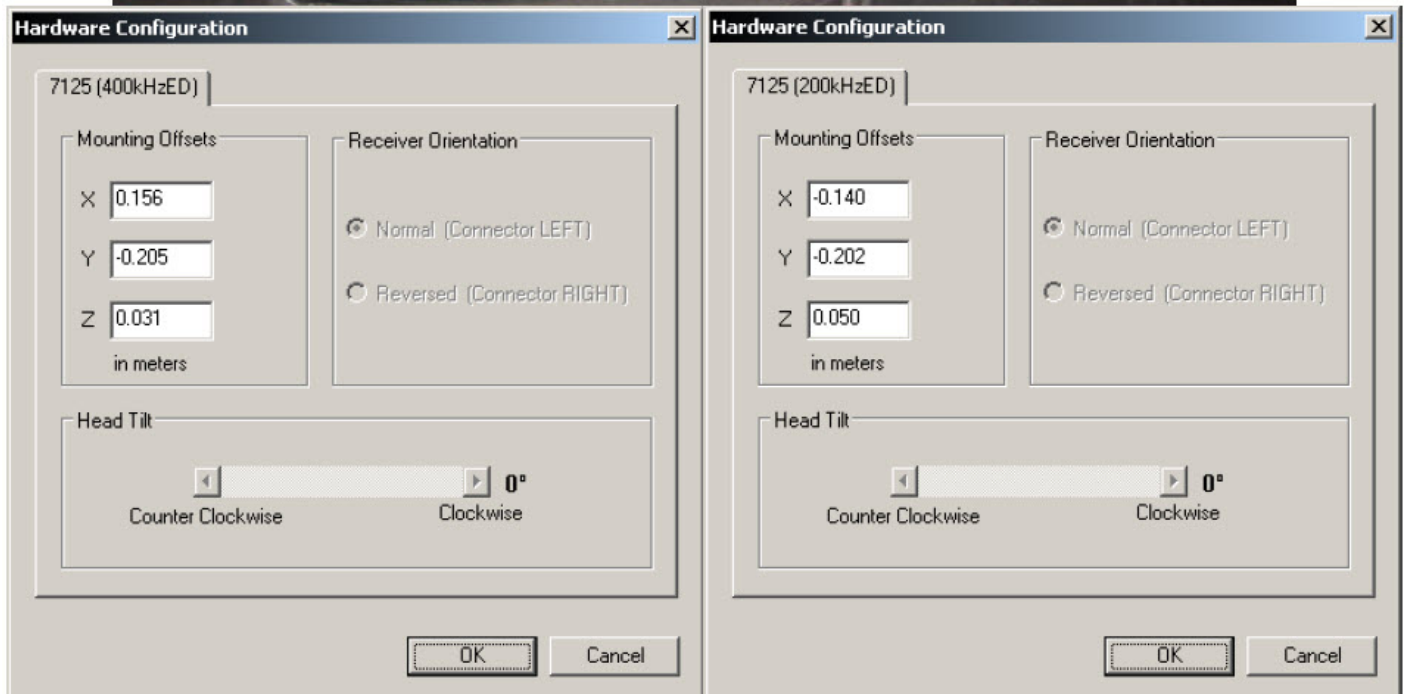 Hardware Configuration
7125 (400kHzED)
Mounting Offsets
X 0.156
Y -0.205
Z 0.031
in meters
Receiver Orientation
Normal (Connector LEFT)
Reversed (Connector RIGHT)
Head Tilt
0°
Counter Clockwise
Clockwise
OK
Cancel
Hardware Configuration
7125 (200kHzED)
Mounting Offsets
X -0.140
Y -0.202
Z 0.050
in meters
Receiver Orientation
Normal (Connector LEFT)
Reversed (Connector RIGHT)
Head Tilt
0°
Counter Clockwise
Clockwise
OK
Cancel